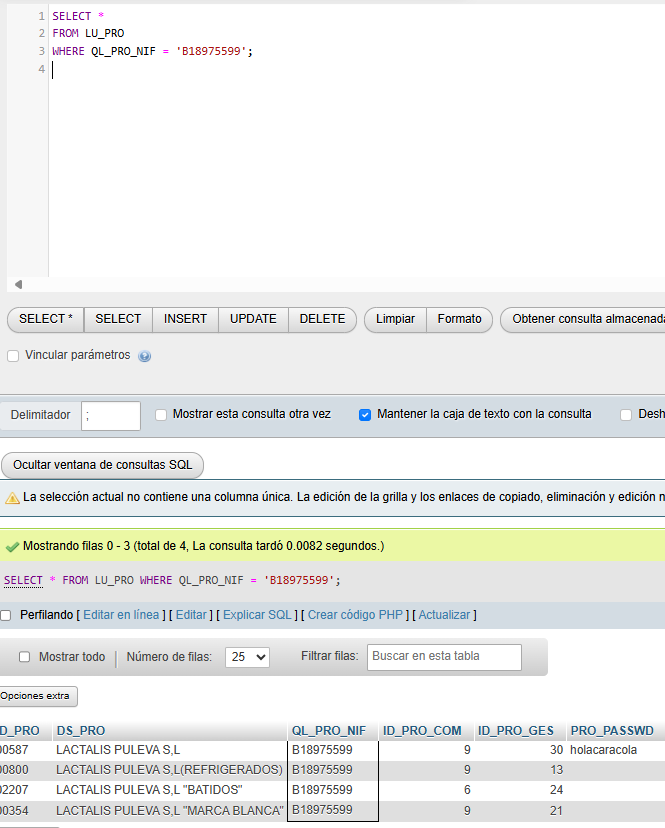 1 SELECT *
2 FROM LU_PRO
3 WHERE QL_PRO_NIF = 'B18975599';
4
SELECT * SELECT INSERT UPDATE DELETE Limpiar Formato Obtener consulta almacenada
Vincular parámetros
Delimitador ; Mostrar esta consulta otra vez Mantener la caja de texto con la consulta Desh
Ocultar ventana de consultas SQL
La selección actual no contiene una columna única. La edición de la grilla y los enlaces de copiado, eliminación y edición n
Mostrando filas 0 - 3 (total de 4, La consulta tardó 0.0082 segundos.)
SELECT * FROM LU_PRO WHERE QL_PRO_NIF = 'B18975599';
Perfilando [ Editar en línea ] [ Editar ] [ Explicar SQL ] [ Crear código PHP ] [ Actualizar ]
Mostrar todo Número de filas: 25 Filtrar filas: Buscar en esta tabla
Opciones extra
D_PRO DS_PRO QL_PRO_NIF ID_PRO_COM ID_PRO_GES PRO_PASSWD
00587 LACTALIS PULEVA S,L B18975599 9 30 holacaracola
00800 LACTALIS PULEVA S,L(REFRIGERADOS) B18975599 9 13
02207 LACTALIS PULEVA S,L "BATIDOS" B18975599 6 24
00354 LACTALIS PULEVA S,L "MARCA BLANCA" B18975599 9 21